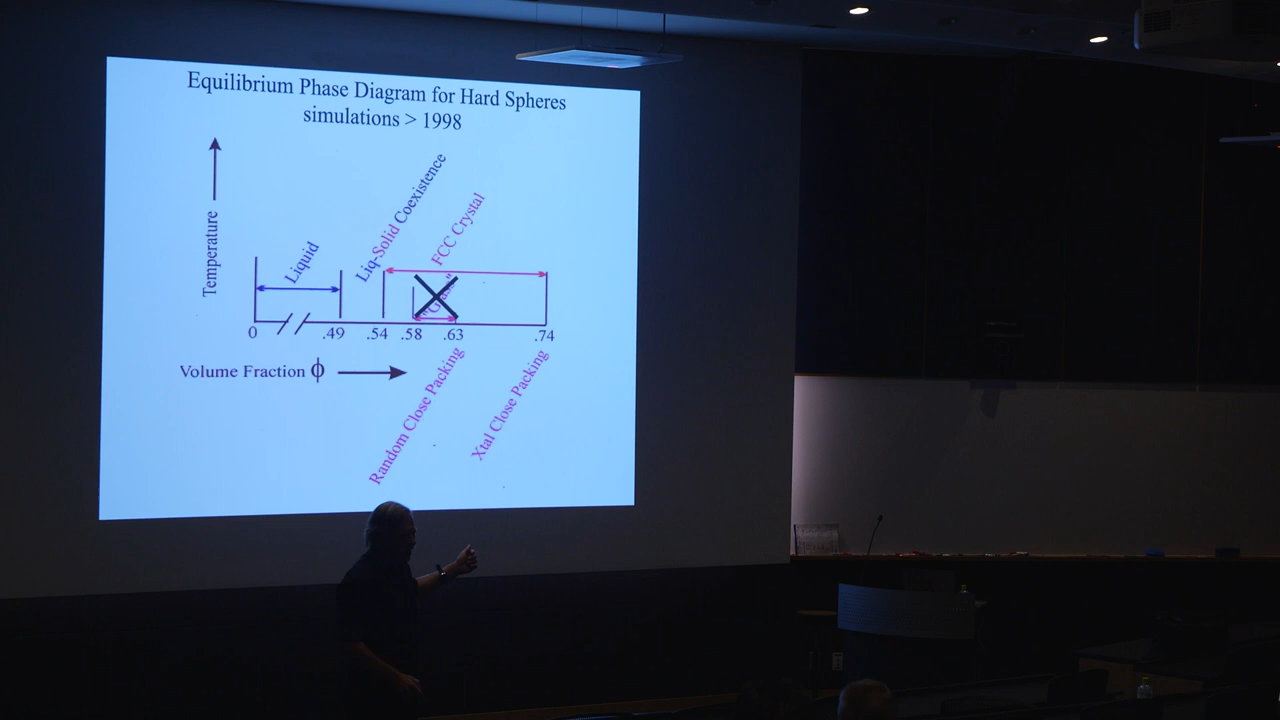 Equilibrium Phase Diagram for Hard Spheres
simulations > 1998
Temperature
Liquid
Liq-Solid Coexistence
FCC Crystal
0
.49
.54
.58
.63
.74
Volume Fraction ϕ
Random Close Packing
Xtal Close Packing